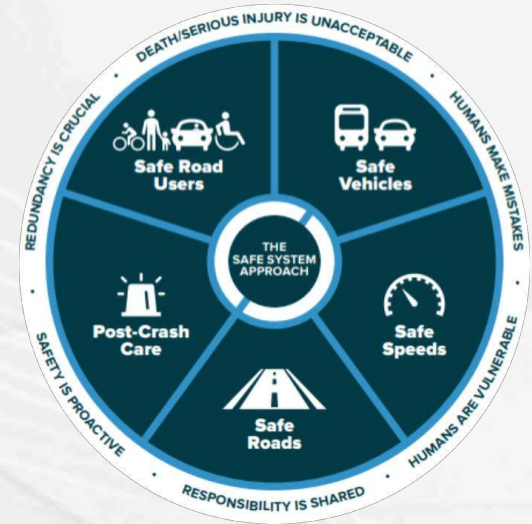 DEATH/SERIOUS INJURY IS UNACCEPTABLE
HUMANS MAKE MISTAKES
HUMANS ARE VULNERABLE
RESPONSIBILITY IS SHARED
SAFETY IS PROACTIVE
REDUNDANCY IS CRUCIAL
Safe Road
Users
Safe
Vehicles
THE
SAFE SYSTEM
APPROACH
Post-Crash
Care
Safe
Speeds
Safe
Roads